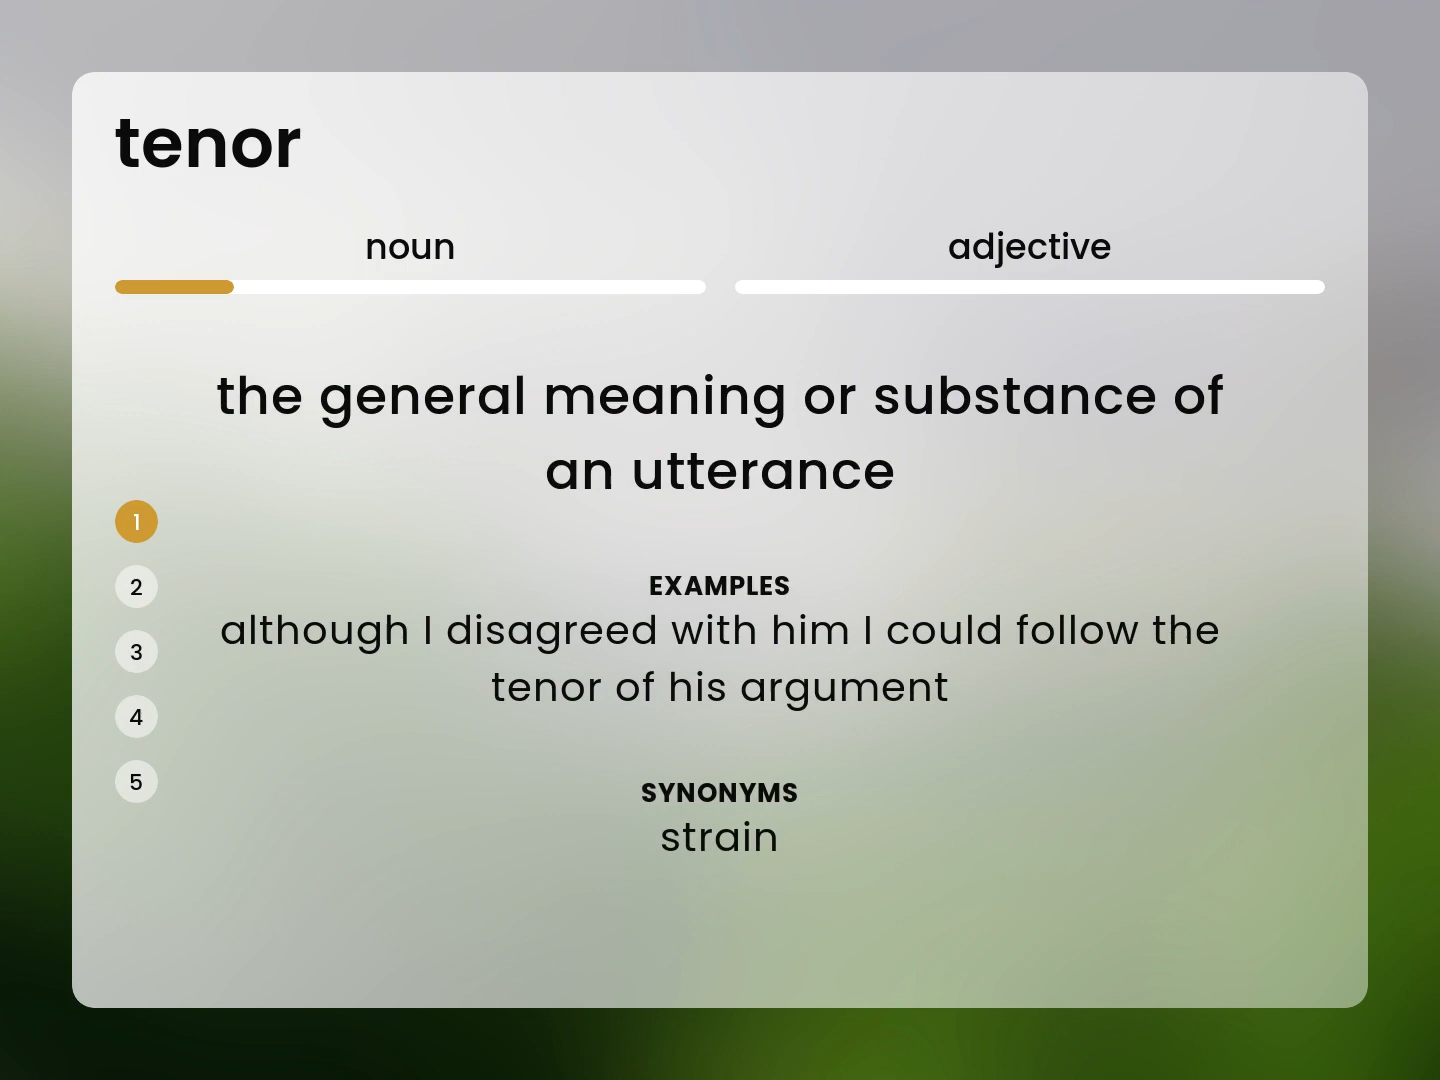 tenor
noun
adjective
the general meaning or substance of
an utterance
1
2
3
4
5
EXAMPLES
although I disagreed with him I could follow the
tenor of his argument
SYNONYMS
strain